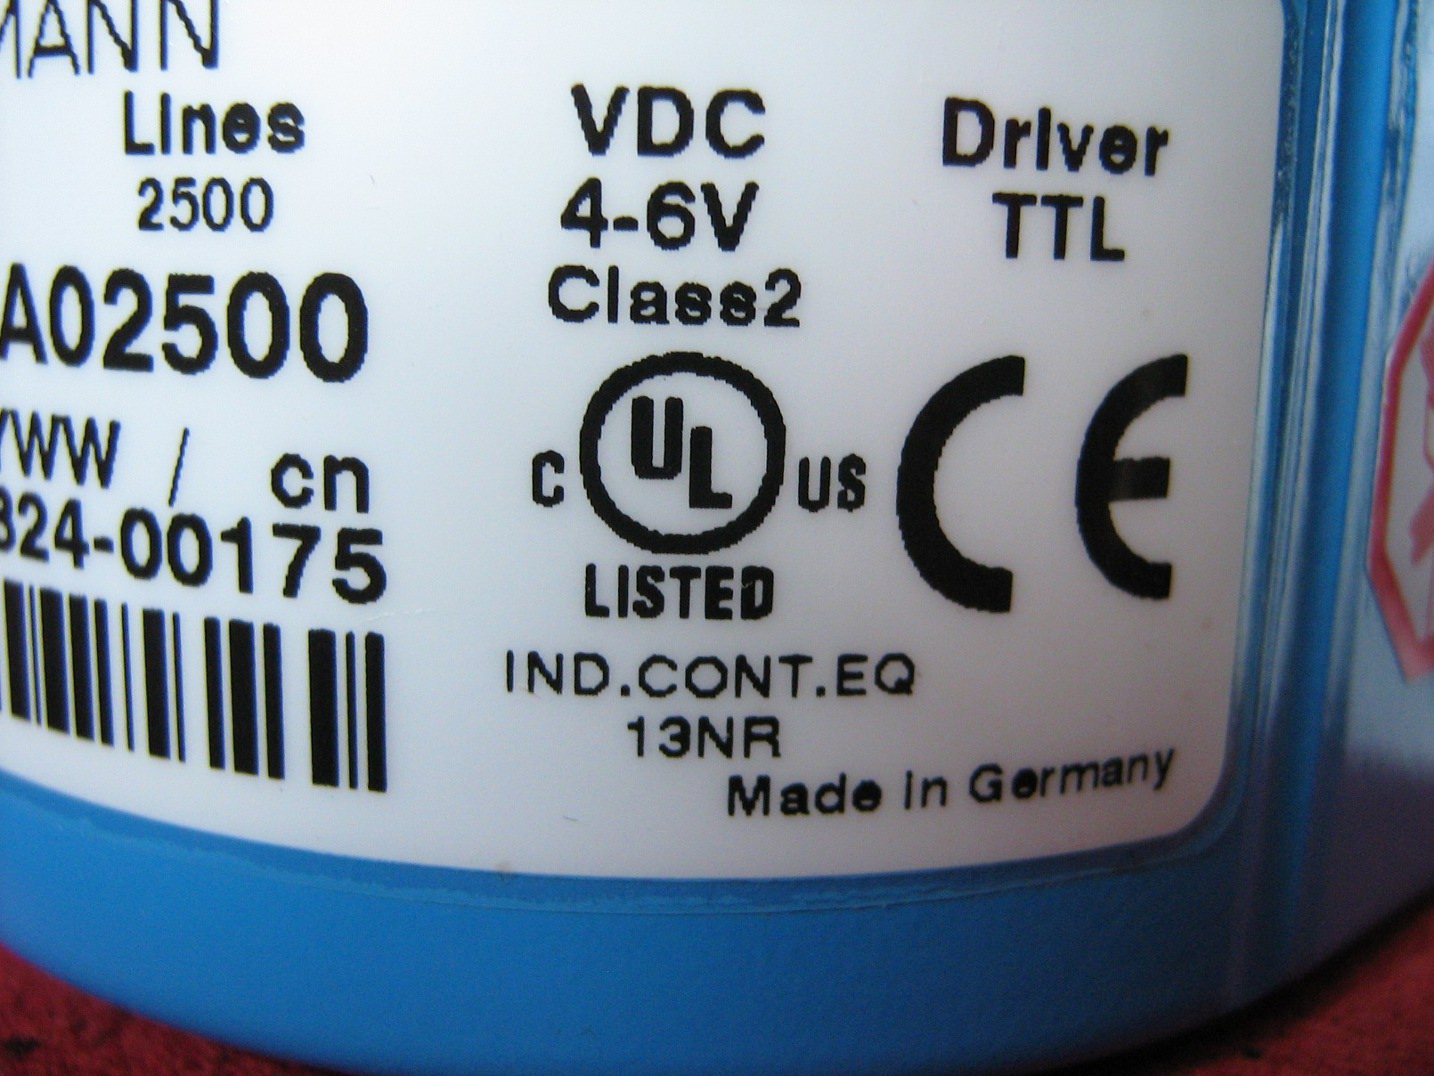 MANN
Lines
2500
VDC
4-6V
Class2
Driver
TTL
A02500
YWW / cn
824-00175
C UL US
LISTED
CE
IND.CONT.EQ
13NR
Made in Germany